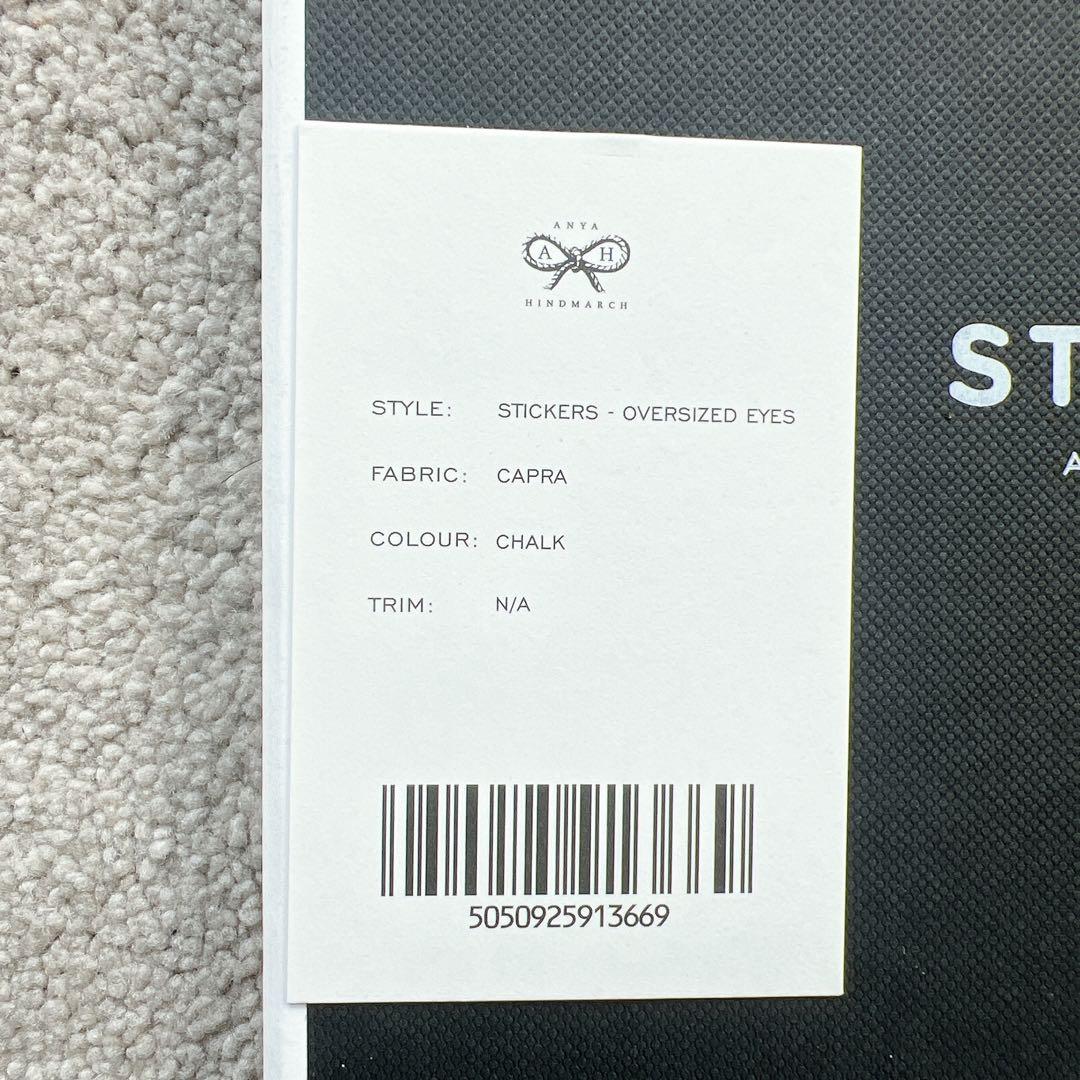 ANYA
A H
HINDMARCH
STYLE: STICKERS - OVERSIZED EYES
FABRIC: CAPRA
COLOUR: CHALK
TRIM: N/A
5050925913669
ST
A